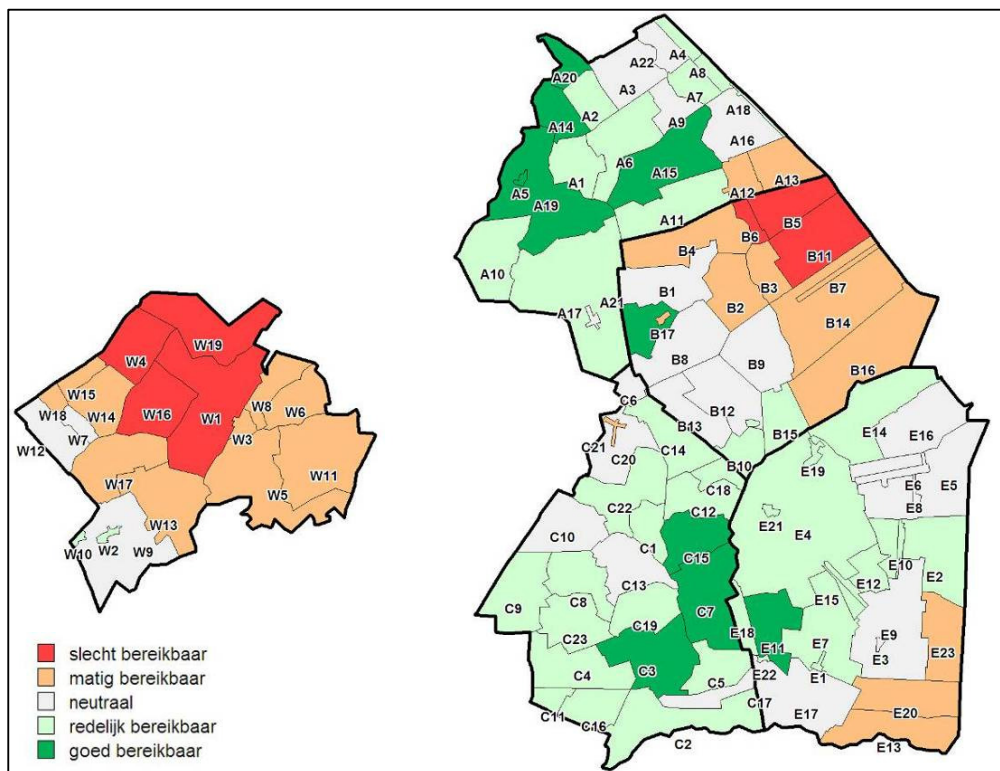 A4
A22
A20
A8
A3
A7
A2
A18
A14
A9
A16
A6
A15
A1
A13
A5
A12
A19
A11
B5
B6
B4
B11
A10
B3
B7
B1
A21
A17
B2
B14
B17
B8
B9
B16
C6
B12
B13
B15
E14
E16
C21
C14
C20
B10
E19
E5
C18
E6
C22
C12
E8
E21
C10
E4
C1
C15
E10
C13
E12
E2
C9
C8
C7
E15
C19
E18
C23
E11
E7
E9
E23
E3
C4
C3
C5
E22
E1
C17
E20
C11
C16
E17
C2
E13
W19
W4
W15
W8
W6
W18
W14
W16
W1
W7
W3
W12
W11
W17
W5
W13
W10
W2
W9
slecht bereikbaar
matig bereikbaar
neutraal
redelijk bereikbaar
goed bereikbaar